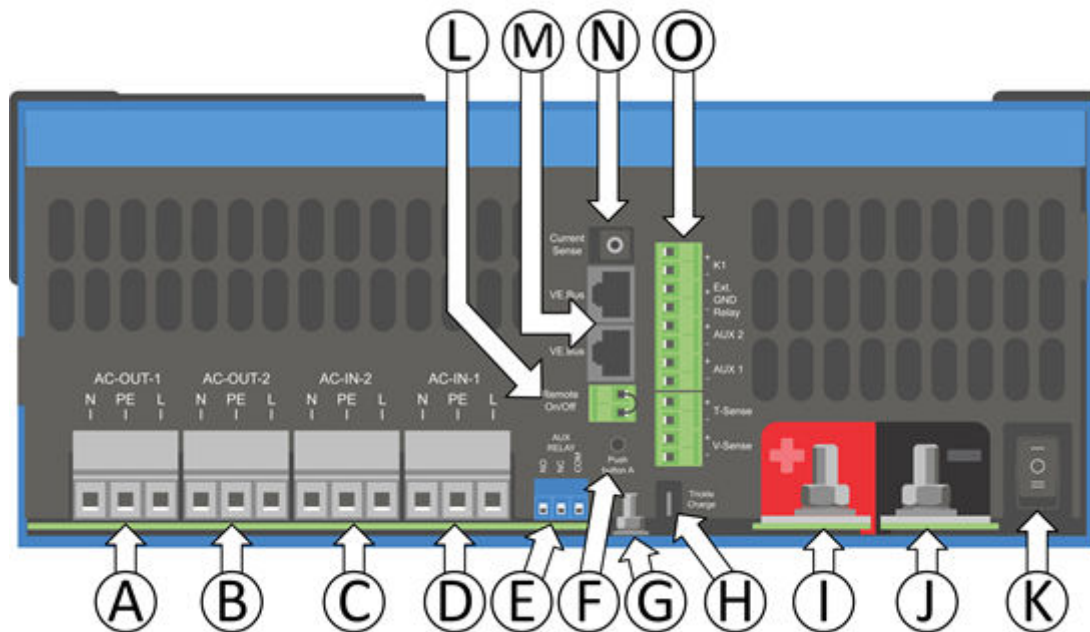 L M N O
Current
Sense
VE.Bus
VE.Bus
Remote
On/Off
+
K1
-
+ Ext.
GND
- Relay
+
AUX 2
-
+
AUX 1
-
+
T-Sense
-
+
V-Sense
-
AC-OUT-1 AC-OUT-2 AC-IN-2 AC-IN-1
N PE L N PE L N PE L N PE L
AUX
RELAY
NO NC COM
Push
button A
Trickle
Charge
+ -
I
O
II
A B C D E F G H I J K